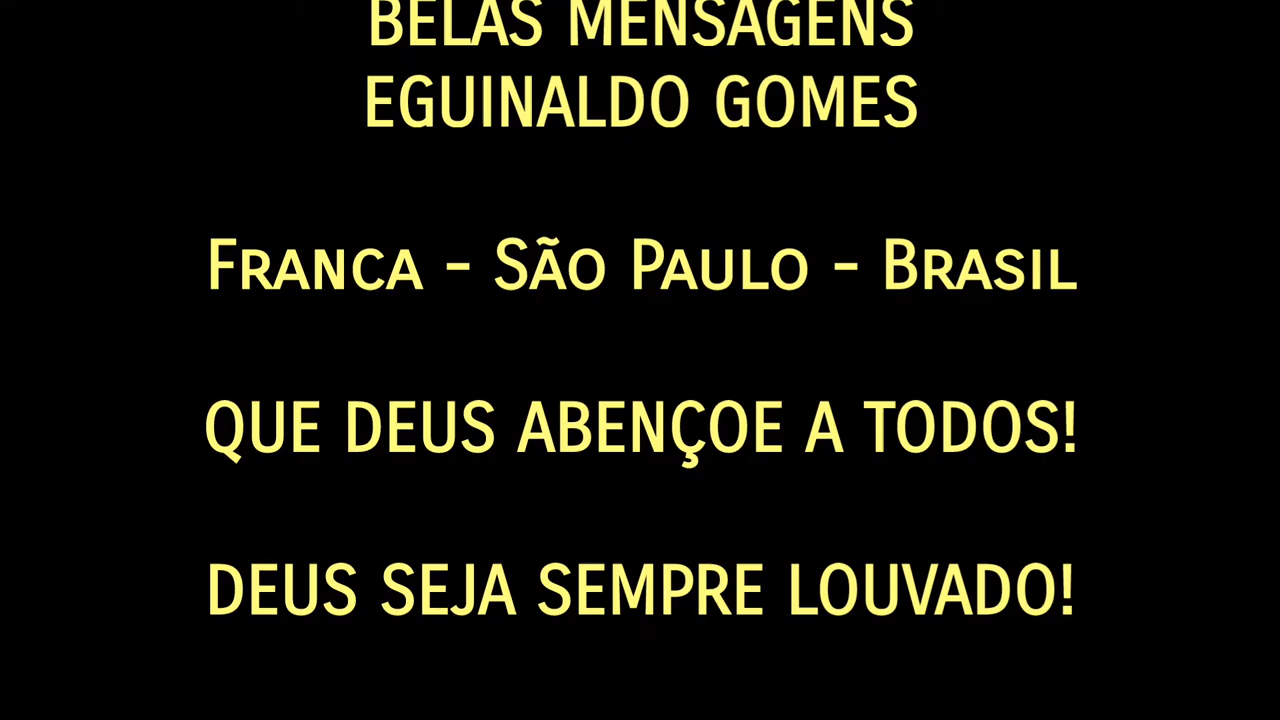 BELAS MENSAGENS
EGUINALDO GOMES
Franca - São Paulo - Brasil
QUE DEUS ABENÇOE A TODOS!
DEUS SEJA SEMPRE LOUVADO!